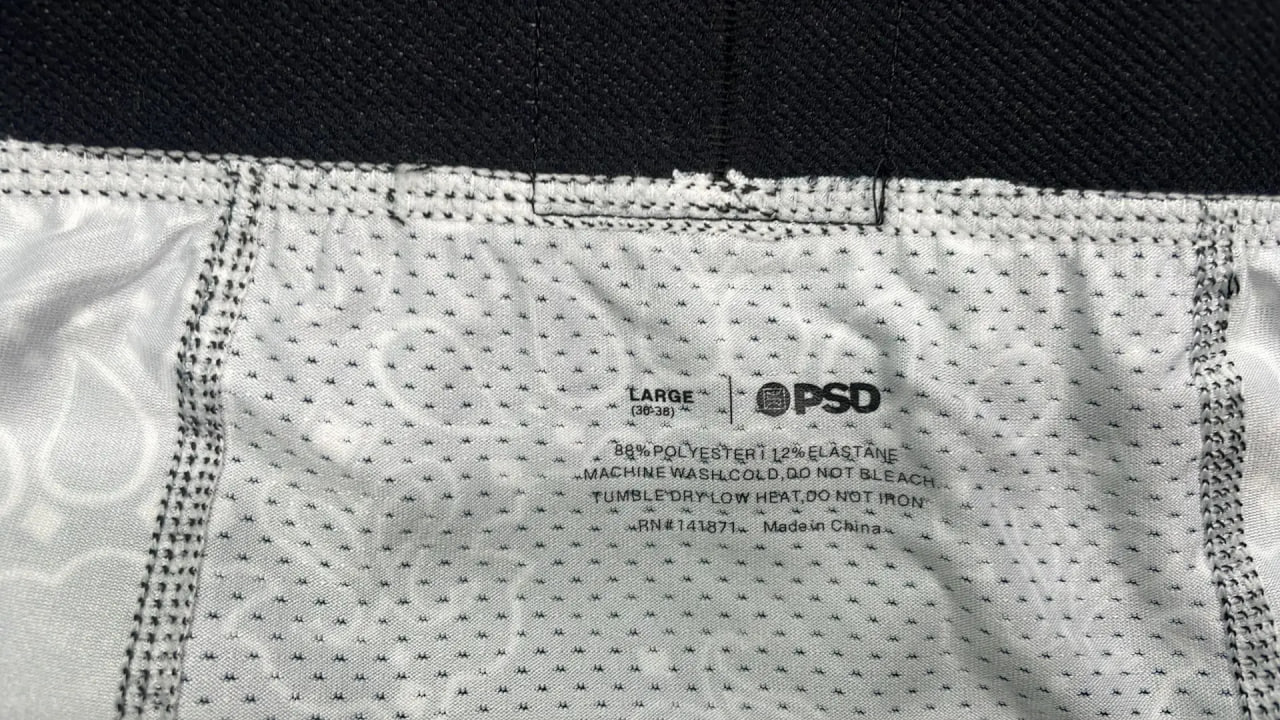 LARGE
(36-38)
PSD
88% POLYESTER I 12% ELASTANE
MACHINE WASH COLD,DO NOT BLEACH
TUMBLE DRY LOW HEAT,DO NOT IRON
RN#141871 Made in China